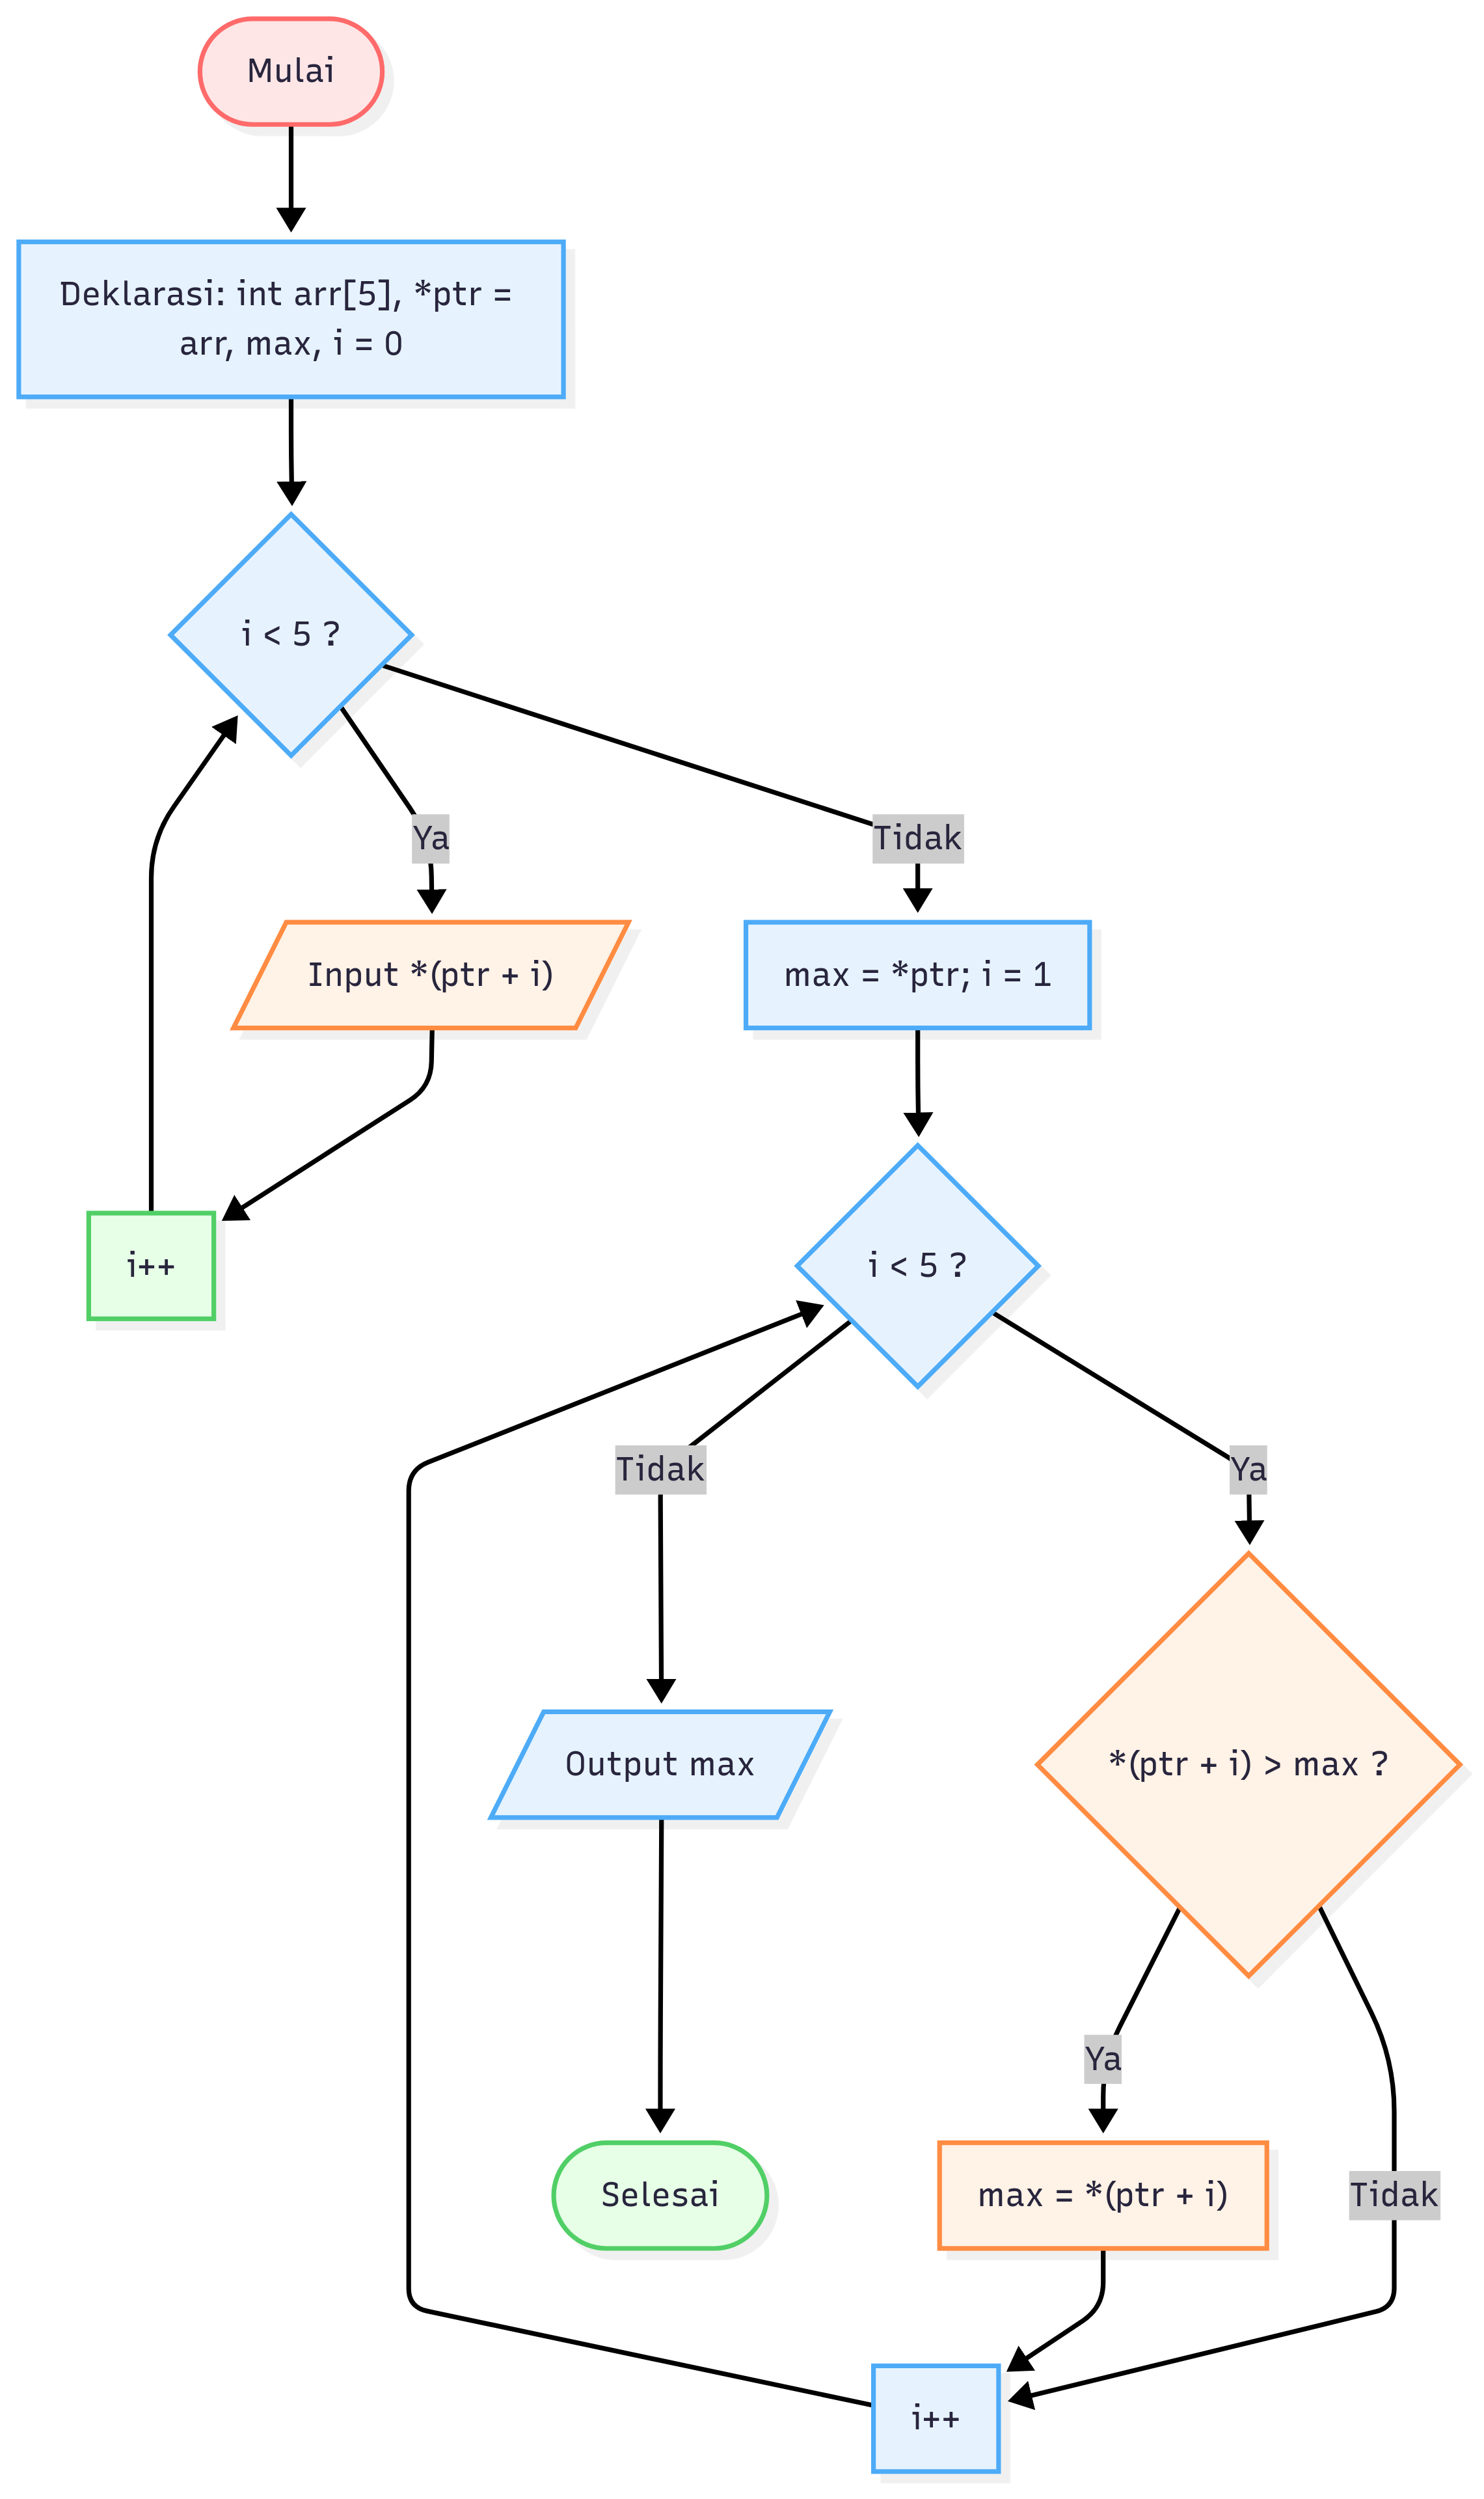 Mulai
Deklarasi: int arr[5], *ptr =
arr, max, i = 0
i < 5 ?
Ya
Tidak
Input *(ptr + i)
max = *ptr; i = 1
i++
i < 5 ?
Tidak
Ya
Output max
*(ptr + i) > max ?
Ya
Selesai
max = *(ptr + i)
Tidak
i++